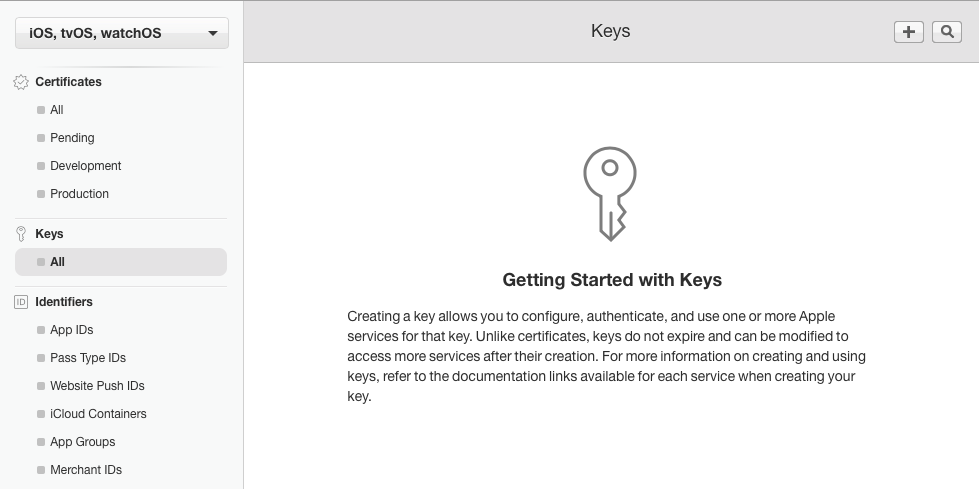 iOS, tvOS, watchOS
Keys
Certificates
All
Pending
Development
Production
Keys
All
ID Identifiers
App IDs
Pass Type IDs
Website Push IDs
iCloud Containers
App Groups
Merchant IDs
Getting Started with Keys
Creating a key allows you to configure, authenticate, and use one or more Apple
services for that key. Unlike certificates, keys do not expire and can be modified to
access more services after their creation. For more information on creating and using
keys, refer to the documentation links available for each service when creating your
key.